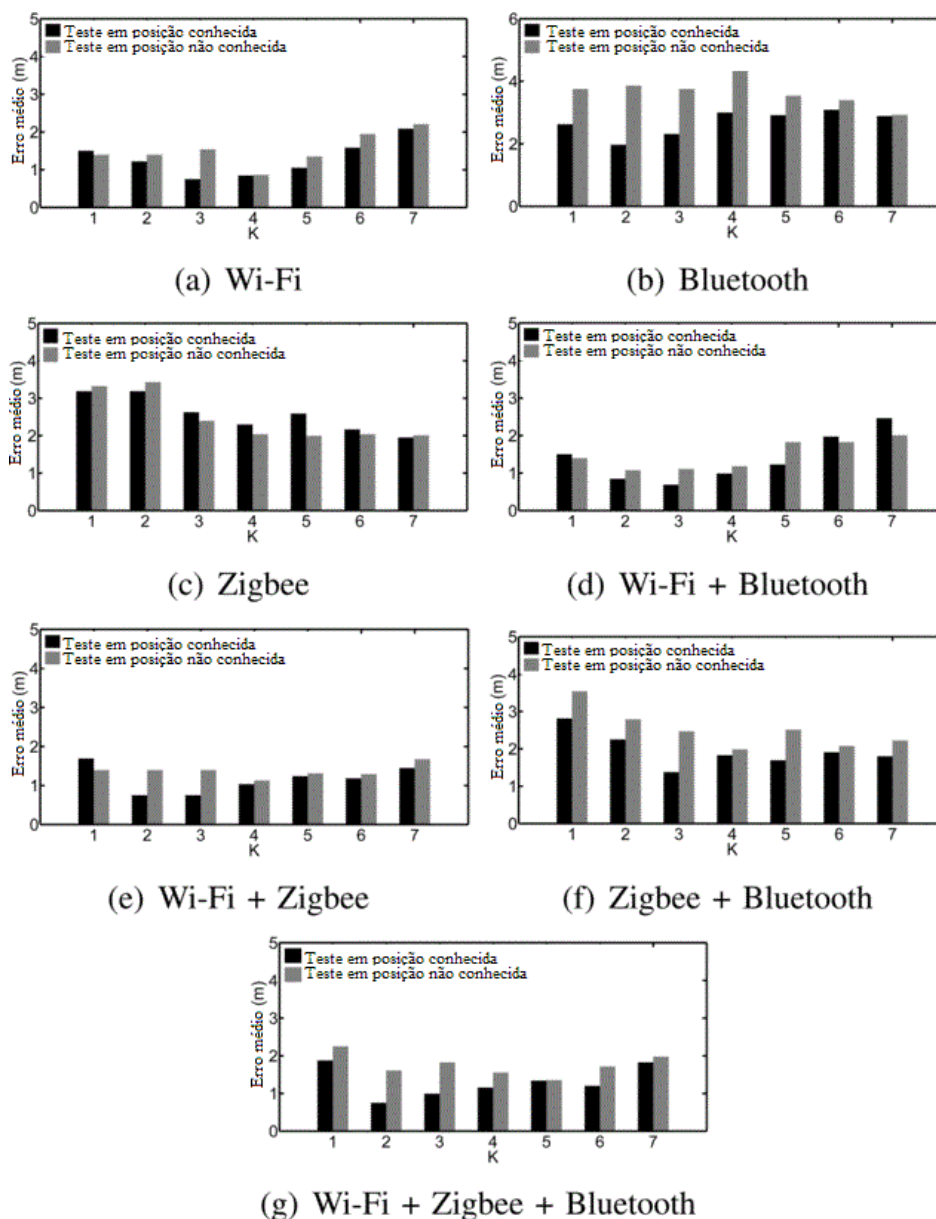 5
4
3
2
1
0
Erro médio (m)
Teste em posição conhecida
Teste em posição não conhecida
1 2 3 4 5 6 7
K
(a) Wi-Fi
6
4
2
0
Erro médio (m)
Teste em posição conhecida
Teste em posição não conhecida
1 2 3 4 5 6 7
K
(b) Bluetooth
5
4
3
2
1
0
Erro médio (m)
Teste em posição conhecida
Teste em posição não conhecida
1 2 3 4 5 6 7
K
(c) Zigbee
5
4
3
2
1
0
Erro médio (m)
Teste em posição conhecida
Teste em posição não conhecida
1 2 3 4 5 6 7
K
(d) Wi-Fi + Bluetooth
5
4
3
2
1
0
Erro médio (m)
Teste em posição conhecida
Teste em posição não conhecida
1 2 3 4 5 6 7
K
(e) Wi-Fi + Zigbee
5
4
3
2
1
0
Erro médio (m)
Teste em posição conhecida
Teste em posição não conhecida
1 2 3 4 5 6 7
K
(f) Zigbee + Bluetooth
5
4
3
2
1
0
Erro médio (m)
Teste em posição conhecida
Teste em posição não conhecida
1 2 3 4 5 6 7
K
(g) Wi-Fi + Zigbee + Bluetooth